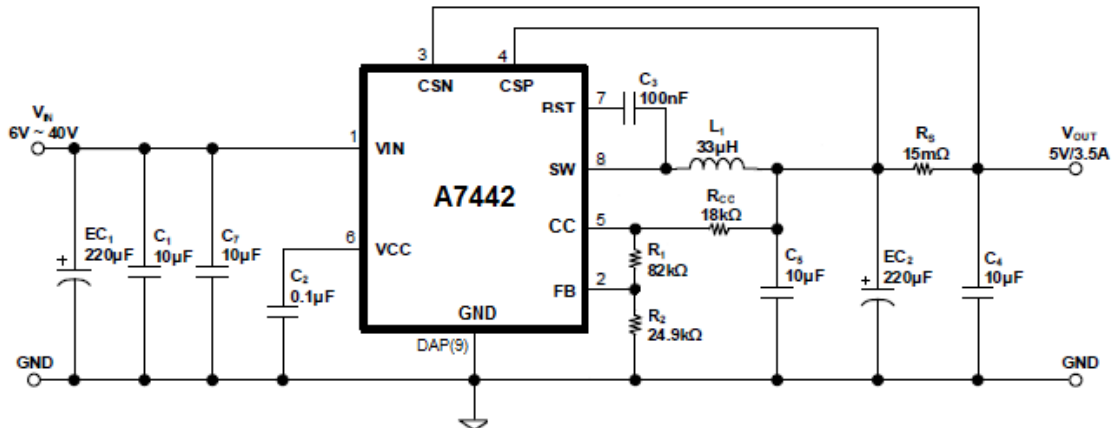 3
4
CSN
CSP
BST
7
C3
100nF
VIN
6V ~ 40V
1
VIN
L1
33μH
RS
15mΩ
VOUT
5V/3.5A
SW
8
A7442
RCC
18kΩ
CC
5
6
VCC
EC1
+
220μF
C1
10μF
C7
10μF
C2
0.1μF
R1
82kΩ
FB
2
R2
24.9kΩ
C5
10μF
EC2
+
220μF
C4
10μF
GND
DAP(9)
GND
GND